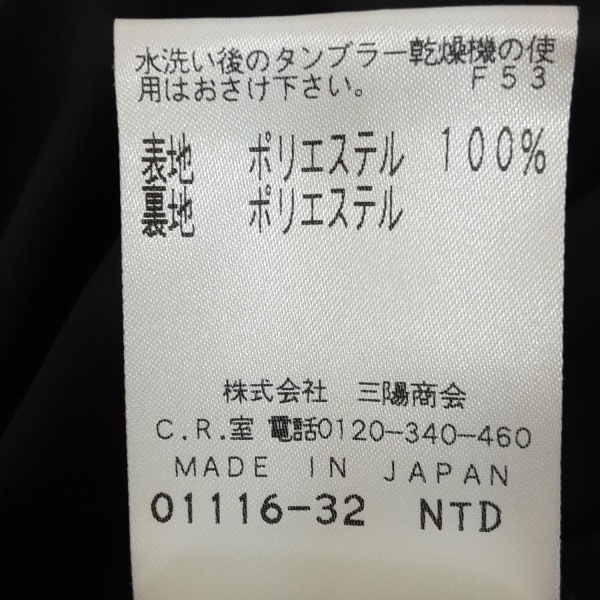 水洗い後のタンブラー乾燥機の使
用はおさけ下さい。 F53
表地 ポリエステル 100%
裏地 ポリエステル
株式会社 三陽商会
C.R.室 電話0120-340-460
MADE IN JAPAN
01116-32 NTD